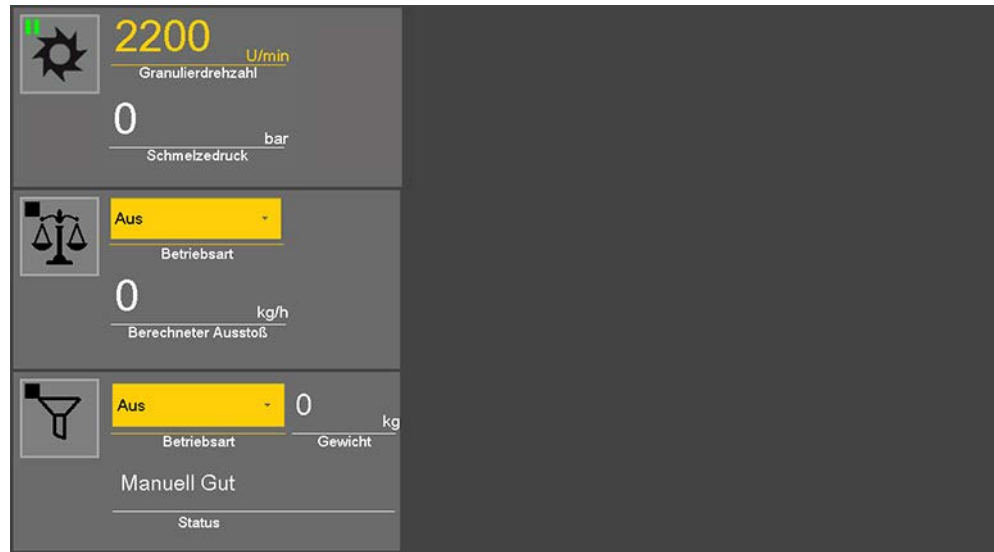 2200 U/min
Granulierdrehzahl
0 bar
Schmelzedruck
Aus
Betriebsart
0 kg/h
Berechneter Ausstoß
Aus 0 kg
Betriebsart Gewicht
Manuell Gut
Status